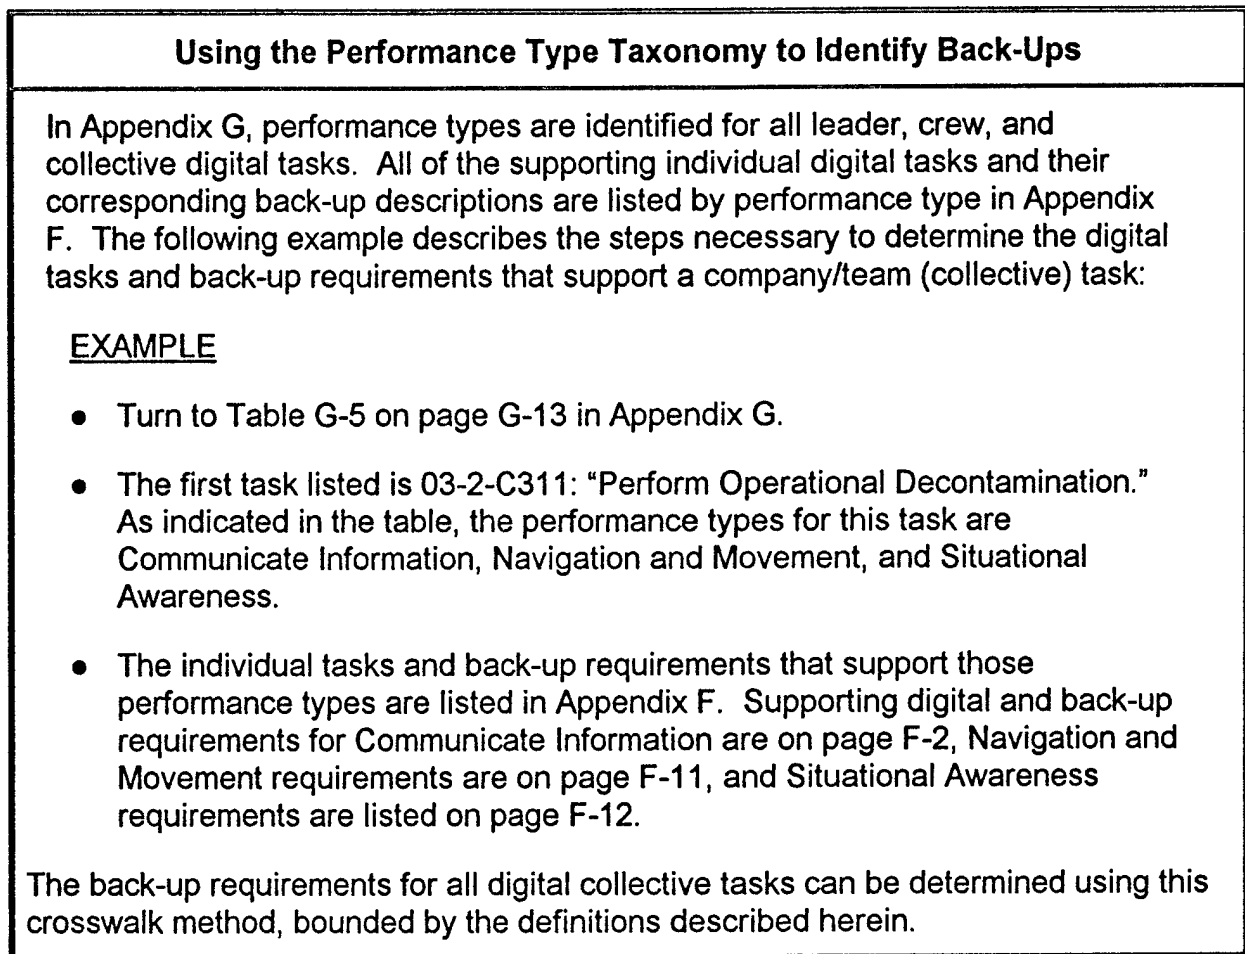 Using the Performance Type Taxonomy to Identify Back-Ups
In Appendix G, performance types are identified for all leader, crew, and
collective digital tasks. All of the supporting individual digital tasks and their
corresponding back-up descriptions are listed by performance type in Appendix
F. The following example describes the steps necessary to determine the digital
tasks and back-up requirements that support a company/team (collective) task:
EXAMPLE
● Turn to Table G-5 on page G-13 in Appendix G.
● The first task listed is 03-2-C311: “Perform Operational Decontamination.”
As indicated in the table, the performance types for this task are
Communicate Information, Navigation and Movement, and Situational
Awareness.
● The individual tasks and back-up requirements that support those
performance types are listed in Appendix F. Supporting digital and back-up
requirements for Communicate Information are on page F-2, Navigation and
Movement requirements are on page F-11, and Situational Awareness
requirements are listed on page F-12.
The back-up requirements for all digital collective tasks can be determined using this
crosswalk method, bounded by the definitions described herein.